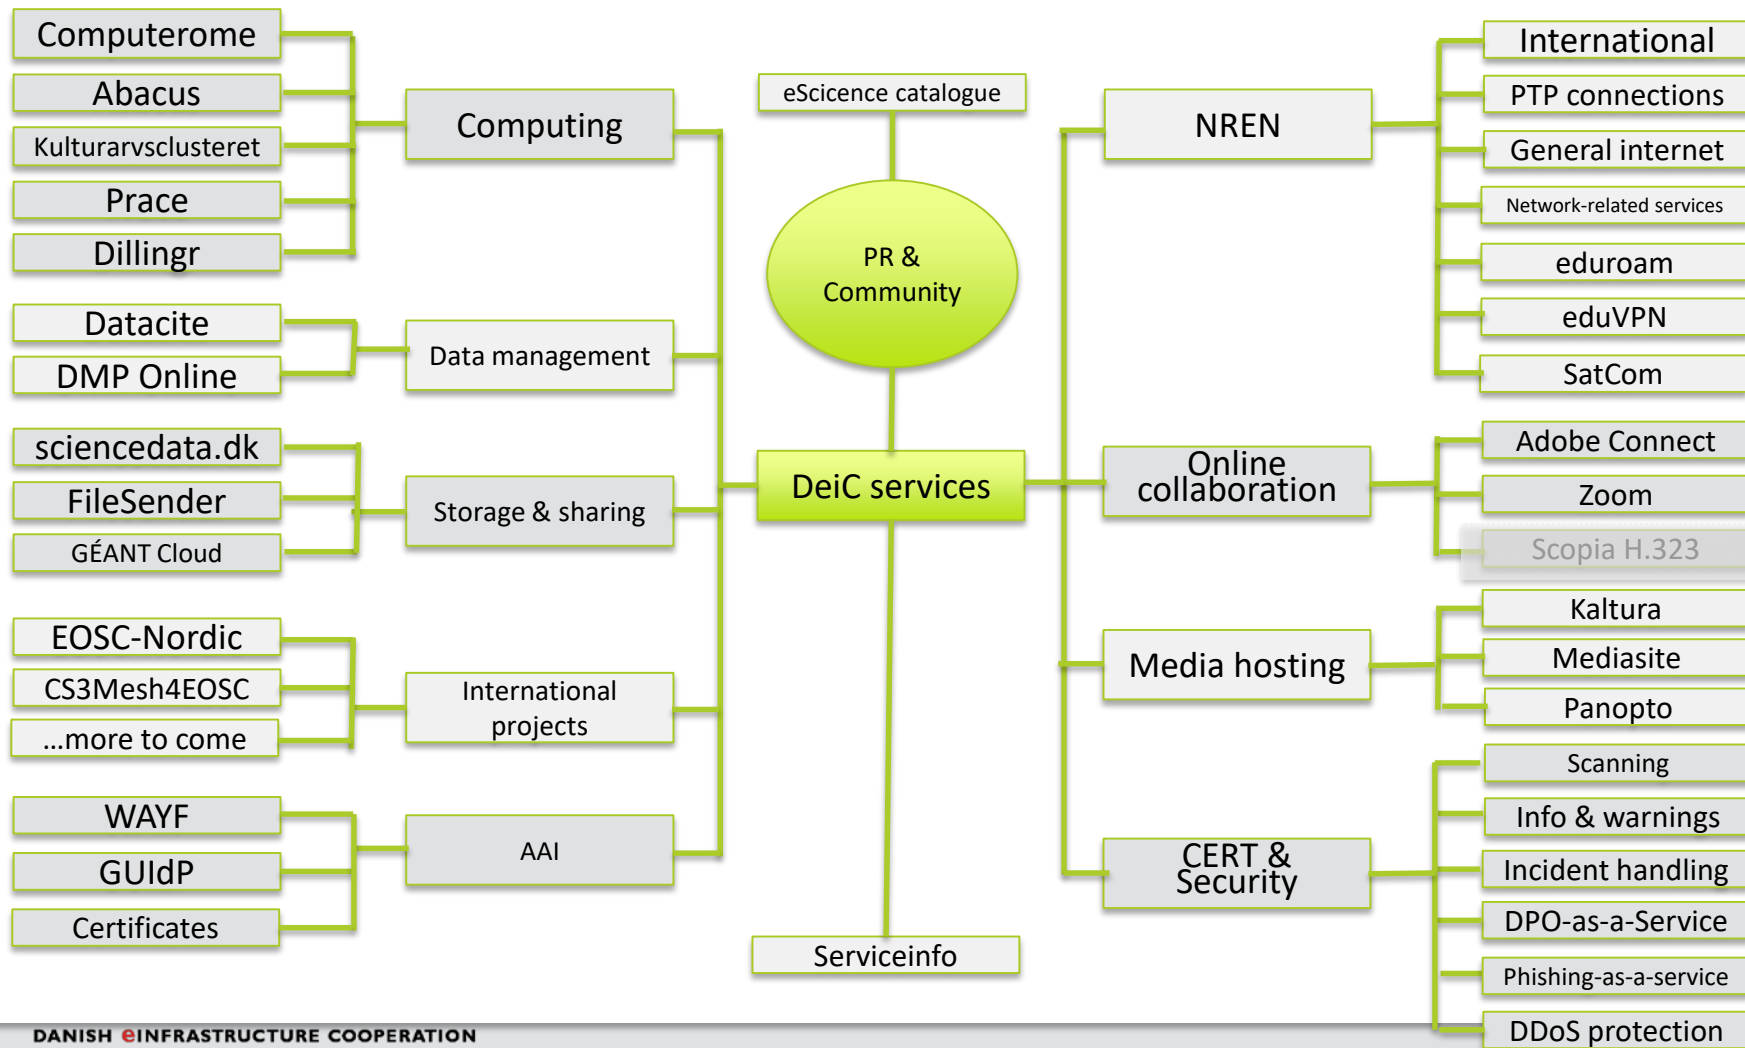 Computerome
Abacus
Kulturarvsclusteret
Prace
Dillingr
Computing
Datacite
DMP Online
Data management
sciencedata.dk
FileSender
GÉANT Cloud
Storage & sharing
EOSC-Nordic
CS3Mesh4EOSC
...more to come
International
projects
WAYF
GUIdP
Certificates
AAI
eScicence catalogue
PR &
Community
DeiC services
Serviceinfo
NREN
International
PTP connections
General internet
Network-related services
eduroam
eduVPN
SatCom
Online
collaboration
Adobe Connect
Zoom
Scopia H.323
Media hosting
Kaltura
Mediasite
Panopto
CERT &
Security
Scanning
Info & warnings
Incident handling
DPO-as-a-Service
Phishing-as-a-service
DDoS protection
DANISH eINFRASTRUCTURE COOPERATION